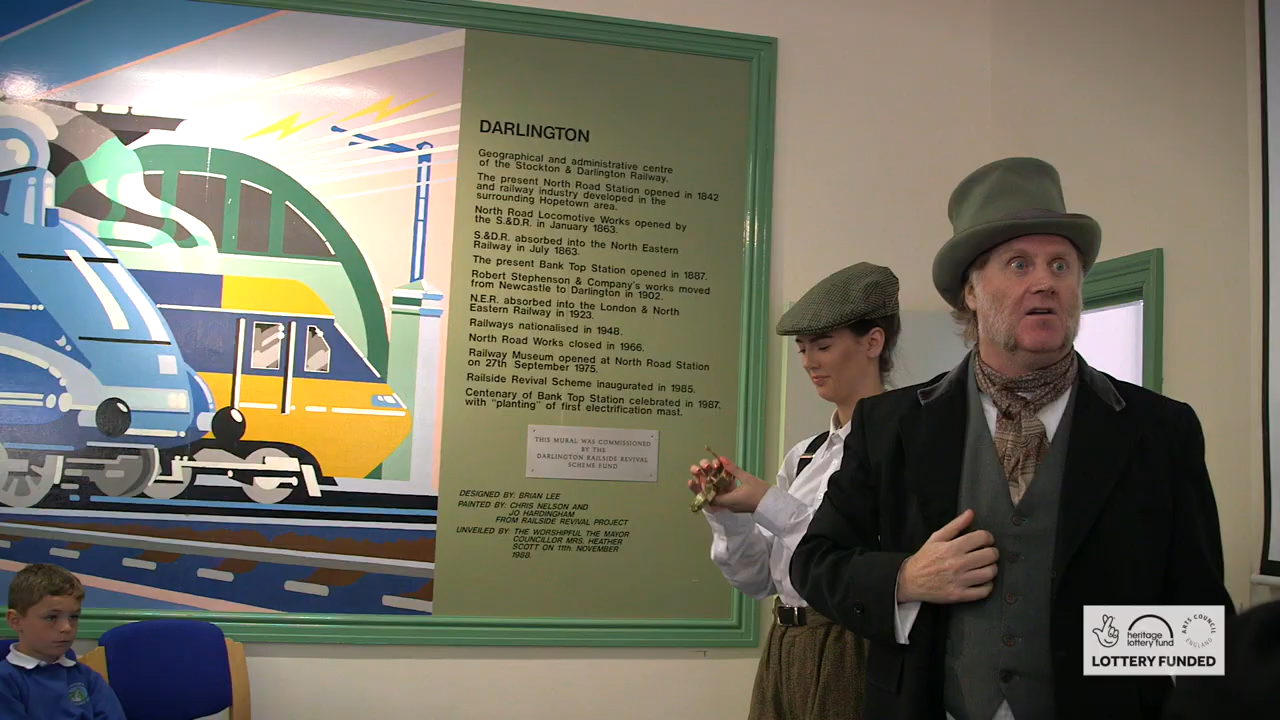 DARLINGTON
Geographical and administrative centre
of the Stockton & Darlington Railway.
The present North Road Station opened in 1842
and railway industry developed in the
surrounding Hopetown area.
North Road Locomotive Works opened by
the S.&D.R. in January 1863.
S.&D.R. absorbed into the North Eastern
Railway in July 1863.
The present Bank Top Station opened in 1887.
Robert Stephenson & Company's works moved
from Newcastle to Darlington in 1902.
N.E.R. absorbed into the London & North
Eastern Railway in 1923.
Railways nationalised in 1948.
North Road Works closed in 1966.
Railway Museum opened at North Road Station
on 27th September 1975.
Railside Revival Scheme inaugurated in 1985.
Centenary of Bank Top Station celebrated in 1987,
with "planting" of first electrification mast.
THIS MURAL WAS COMMISSIONED
BY THE
DARLINGTON RAILSIDE REVIVAL
SCHEME FUND
DESIGNED BY: BRIAN LEE
PAINTED BY: CHRIS NELSON AND
JO HARDINGHAM
FROM RAILSIDE REVIVAL PROJECT
UNVEILED BY: THE WORSHIPFUL THE MAYOR
COUNCILLOR MRS. HEATHER
SCOTT ON 11th. NOVEMBER
1988.
heritage
lottery fund
ARTS COUNCIL
ENGLAND
LOTTERY FUNDED